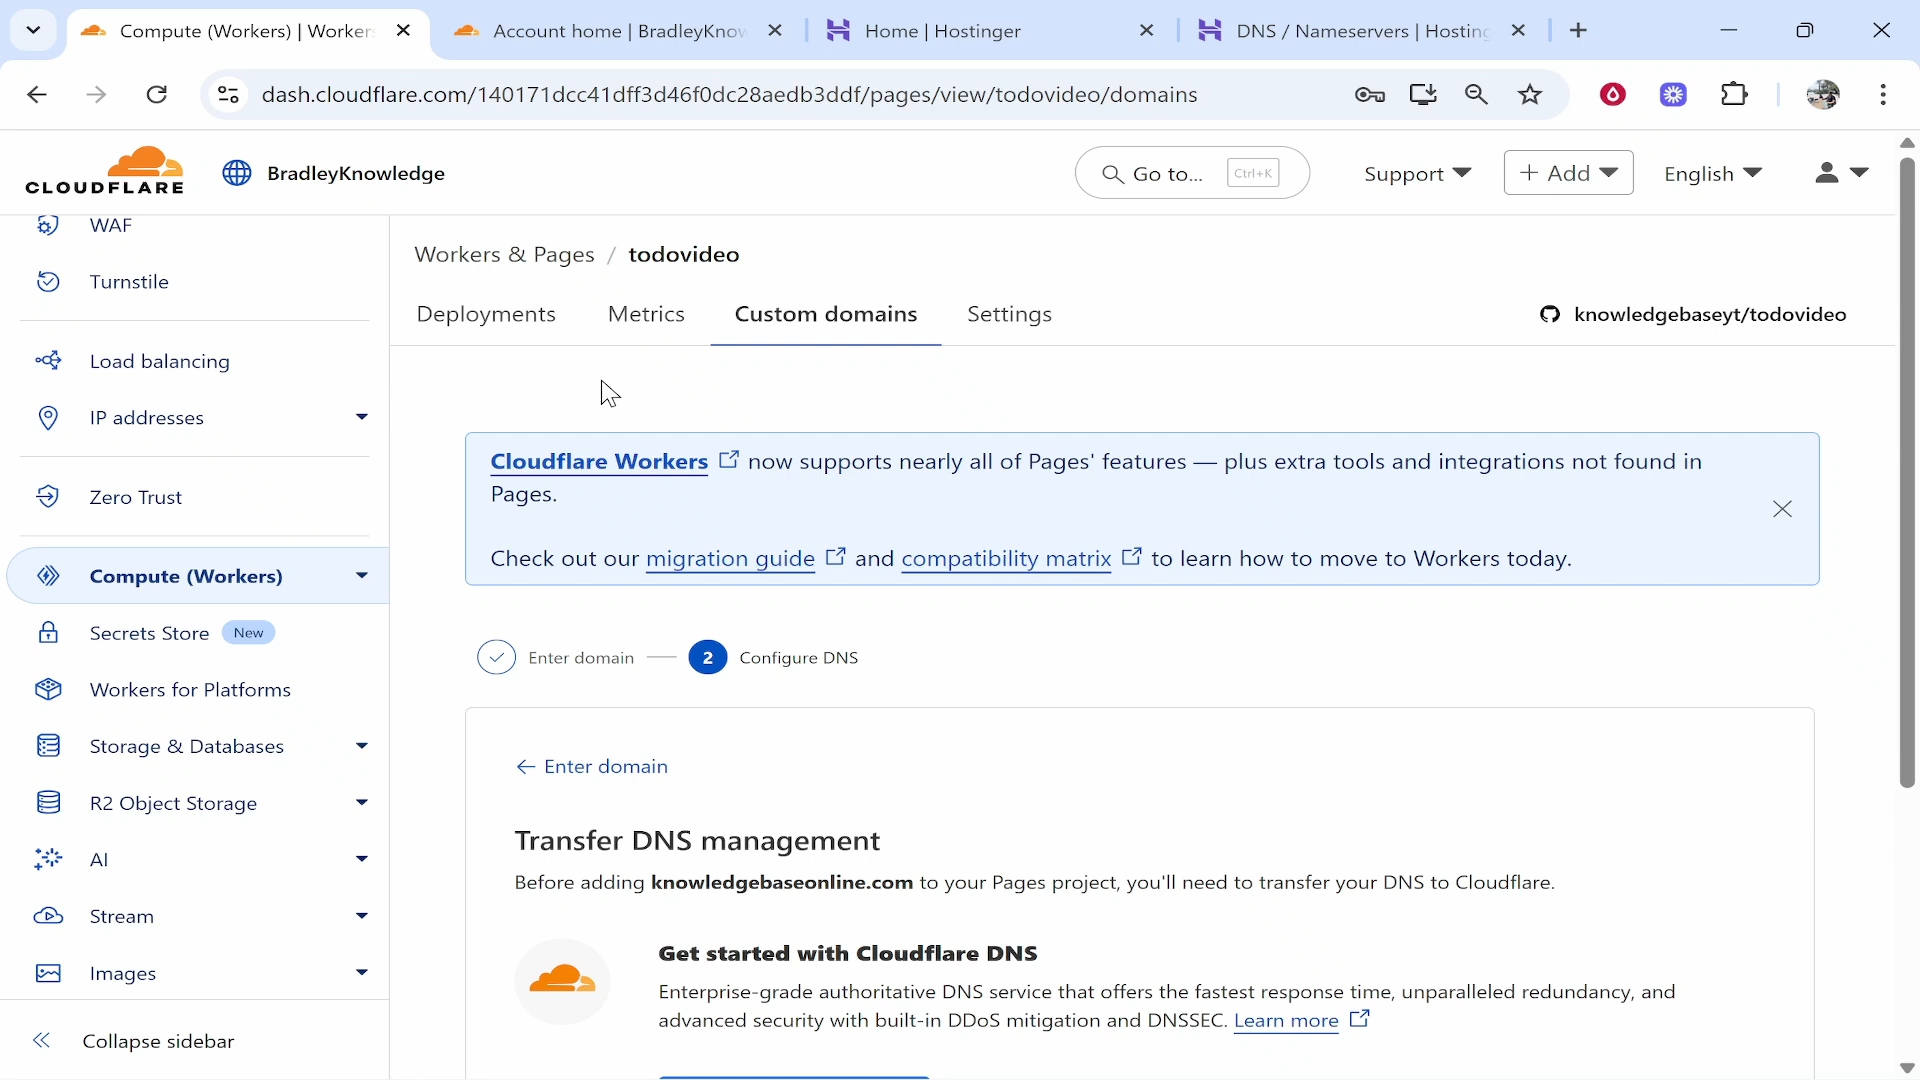 Compute (Workers) | Worker
Account home | BradleyKnow
Home | Hostinger
DNS / Nameservers | Hosting
dash.cloudflare.com/140171dcc41dff3d46f0dc28aedb3ddf/pages/view/todovideo/domains
CLOUDFLARE
BradleyKnowledge
Go to...
Ctrl+K
Support
Add
English
WAF
Turnstile
Load balancing
IP addresses
Zero Trust
Compute (Workers)
Secrets Store
New
Workers for Platforms
Storage & Databases
R2 Object Storage
AI
Stream
Images
Collapse sidebar
Workers & Pages / todovideo
Deployments
Metrics
Custom domains
Settings
knowledgebaseyt/todovideo
Cloudflare Workers now supports nearly all of Pages' features — plus extra tools and integrations not found in
Pages.
Check out our migration guide and compatibility matrix to learn how to move to Workers today.
Enter domain
2
Configure DNS
Enter domain
Transfer DNS management
Before adding knowledgebaseonline.com to your Pages project, you'll need to transfer your DNS to Cloudflare.
Get started with Cloudflare DNS
Enterprise-grade authoritative DNS service that offers the fastest response time, unparalleled redundancy, and
advanced security with built-in DDoS mitigation and DNSSEC. Learn more